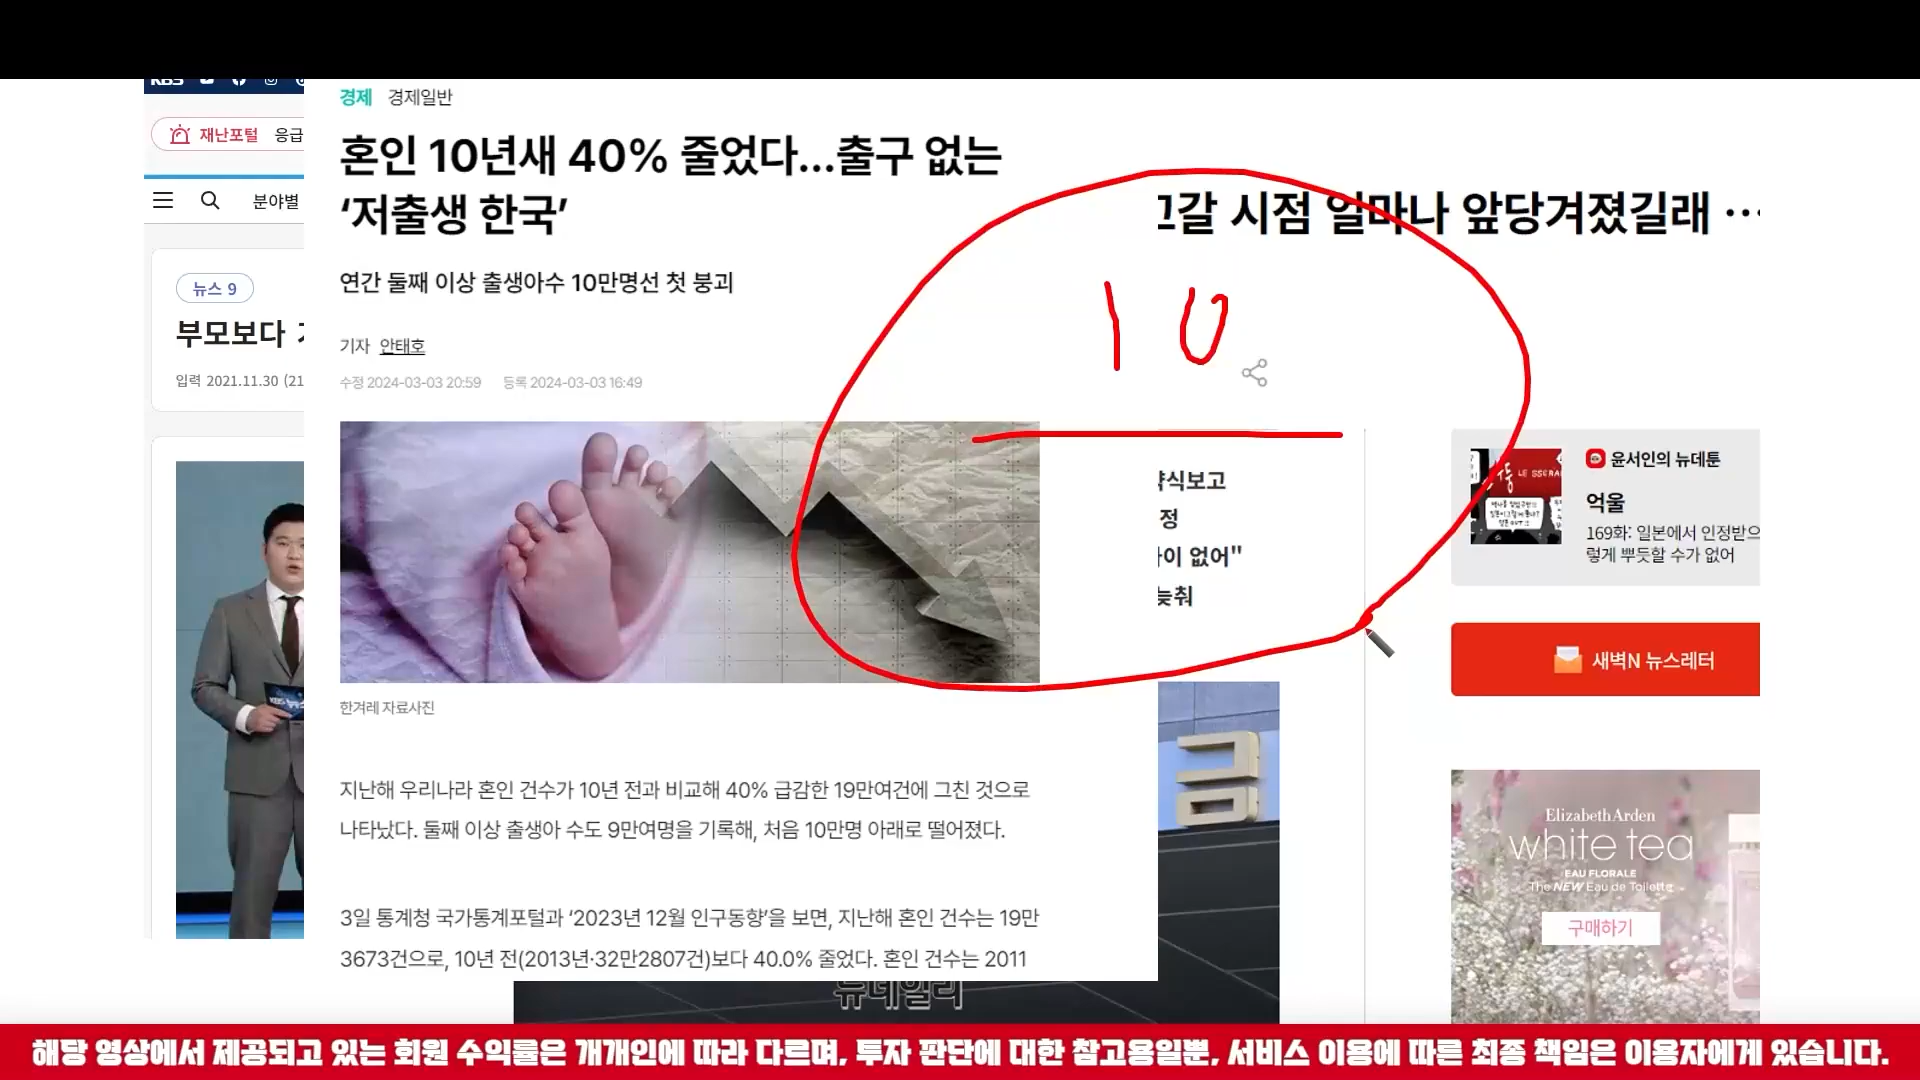 KBS
재난포털 응급
분야별
뉴스 9
부모보다
입력 2021.11.30 (21
경제 경제일반
혼인 10년새 40% 줄었다...출구 없는
‘저출생 한국’
연간 둘째 이상 출생아수 10만명선 첫 붕괴
기자 안태호
수정 2024-03-03 20:59 등록 2024-03-03 16:49
한겨레 자료사진
지난해 우리나라 혼인 건수가 10년 전과 비교해 40% 급감한 19만여건에 그친 것으로
나타났다. 둘째 이상 출생아 수도 9만여명을 기록해, 처음 10만명 아래로 떨어졌다.
3일 통계청 국가통계포털과 ‘2023년 12월 인구동향’을 보면, 지난해 혼인 건수는 19만
3673건으로, 10년 전(2013년·32만2807건)보다 40.0% 줄었다. 혼인 건수는 2011
고갈 시점 얼마나 앞당겨졌길래 …
10
약식보고
정
이 없어"
늦춰
금
뉴데일리
윤서인의 뉴데툰
억울
169화: 일본에서 인정받으
렇게 뿌듯할 수가 없어
새벽N 뉴스레터
Elizabeth Arden
white tea
EAU FLORALE
The NEW Eau de Toilette
구매하기
해당 영상에서 제공되고 있는 회원 수익률은 개개인에 따라 다르며, 투자 판단에 대한 참고용일뿐, 서비스 이용에 따른 최종 책임은 이용자에게 있습니다.